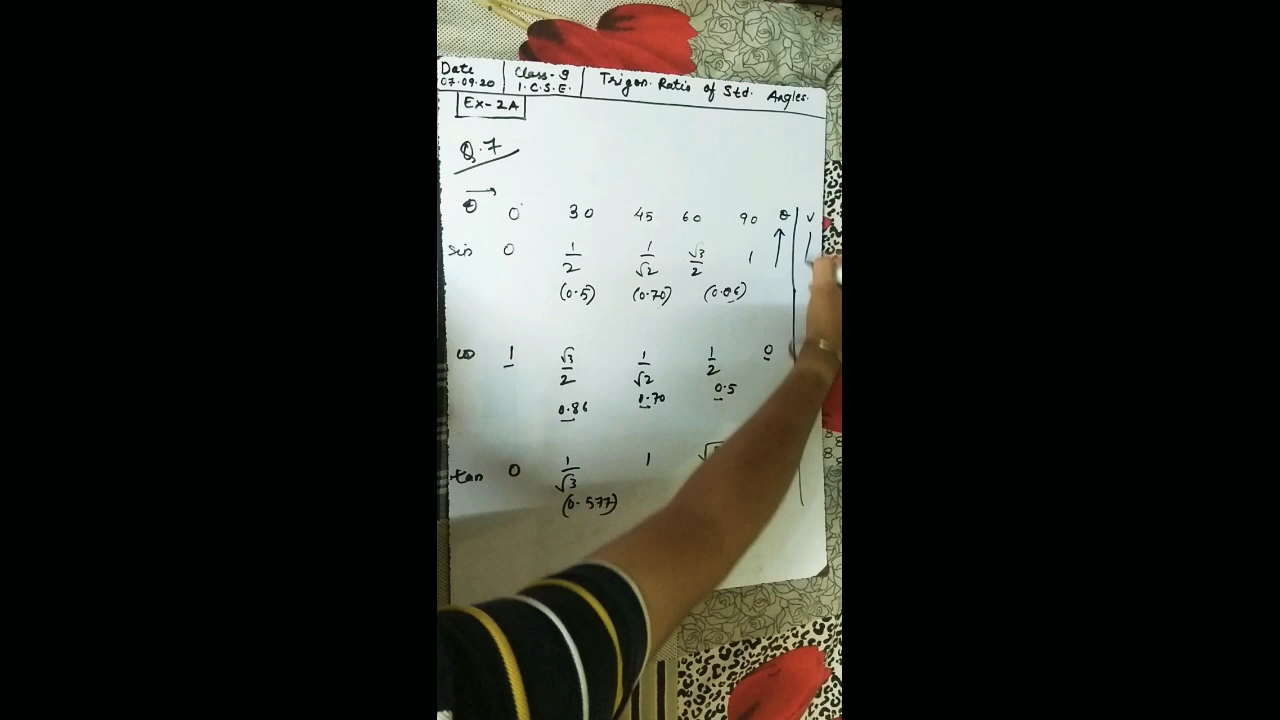 Date
07.09.20
Class - 9
I.C.S.E.
Trigon. Ratio of Std. Angles.
Ex-2A
Q.7
θ 0° 30 45 60 90 θ V
sin 0 1/2 1/√2 √3/2 1
(0.5) (0.70) (0.86)
cos 1 √3/2 1/√2 1/2 0
0.86 0.70 0.5
tan 0 1/√3 1
(0.577)